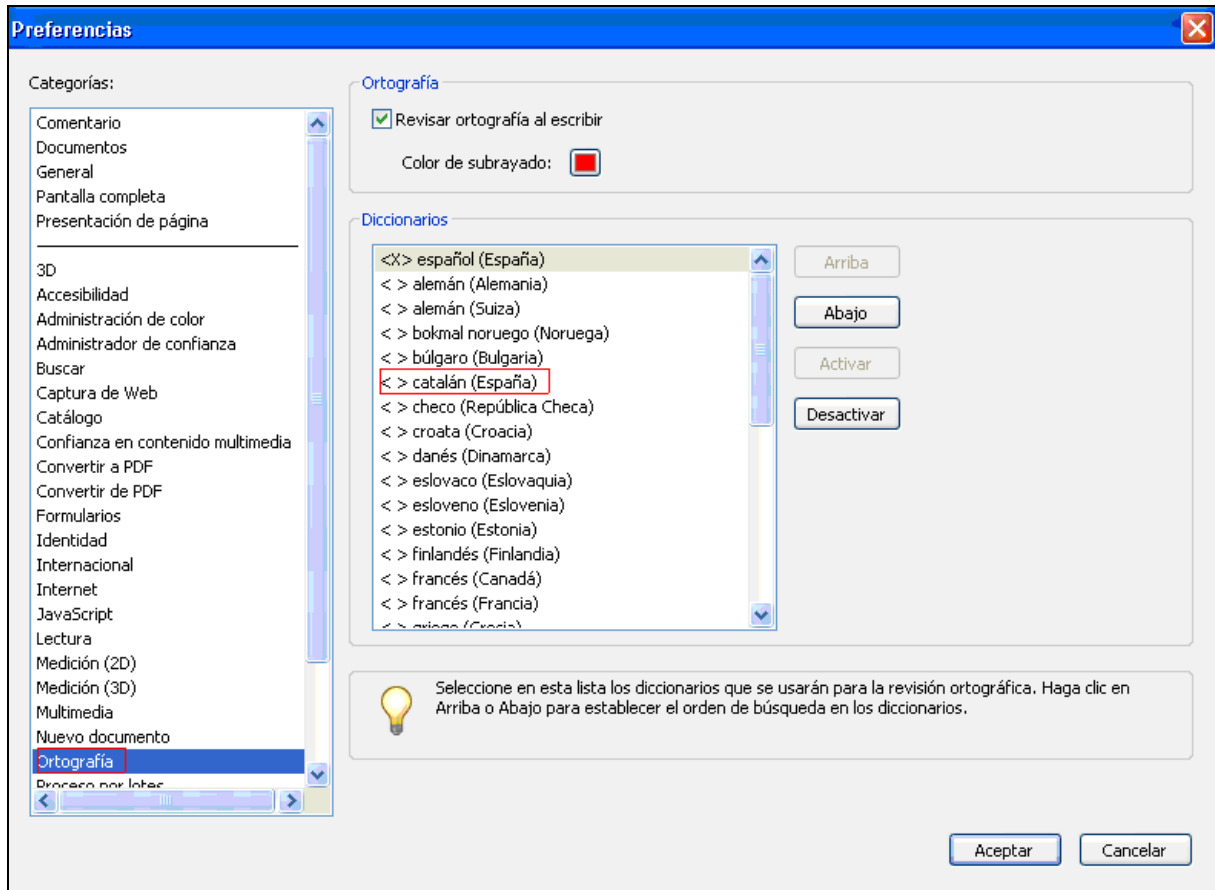 Preferencias
Categorías:
Comentario
Documentos
General
Pantalla completa
Presentación de página
3D
Accesibilidad
Administración de color
Administrador de confianza
Buscar
Captura de Web
Catálogo
Confianza en contenido multimedia
Convertir a PDF
Convertir de PDF
Formularios
Identidad
Internacional
Internet
JavaScript
Lectura
Medición (2D)
Medición (3D)
Multimedia
Nuevo documento
Ortografía
Proceso por lotes
Ortografía
Revisar ortografía al escribir
Color de subrayado:
Diccionarios
<X> español (España)
< > alemán (Alemania)
< > alemán (Suiza)
< > bokmal noruego (Noruega)
< > búlgaro (Bulgaria)
< > catalán (España)
< > checo (República Checa)
< > croata (Croacia)
< > danés (Dinamarca)
< > eslovaco (Eslovaquia)
< > esloveno (Eslovenia)
< > estonio (Estonia)
< > finlandés (Finlandia)
< > francés (Canadá)
< > francés (Francia)
< > griego (Grecia)
Arriba
Abajo
Activar
Desactivar
Seleccione en esta lista los diccionarios que se usarán para la revisión ortográfica. Haga clic en
Arriba o Abajo para establecer el orden de búsqueda en los diccionarios.
Aceptar
Cancelar